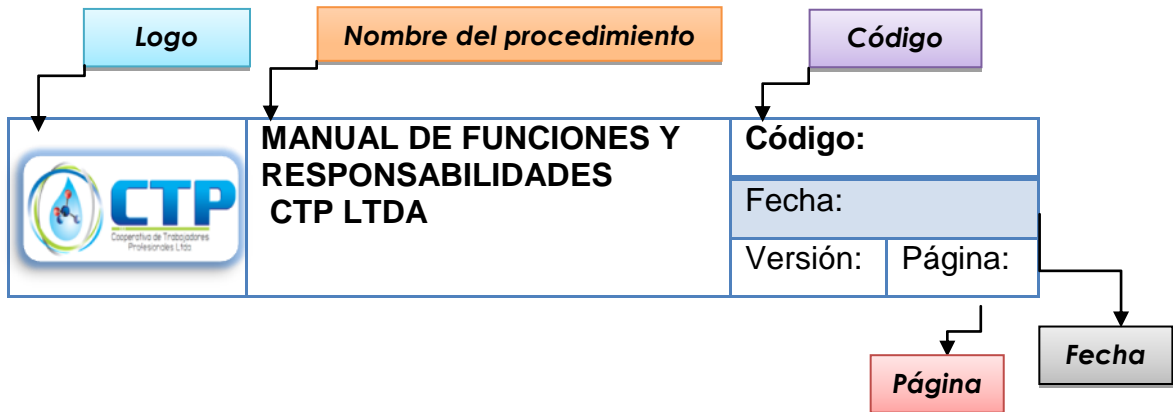 Logo
Nombre del procedimiento
Código
CTP
Cooperativa de Trabajadores
Profesionales Ltda
MANUAL DE FUNCIONES Y
RESPONSABILIDADES
CTP LTDA
Código:
Fecha:
Versión:
Página:
Fecha
Página